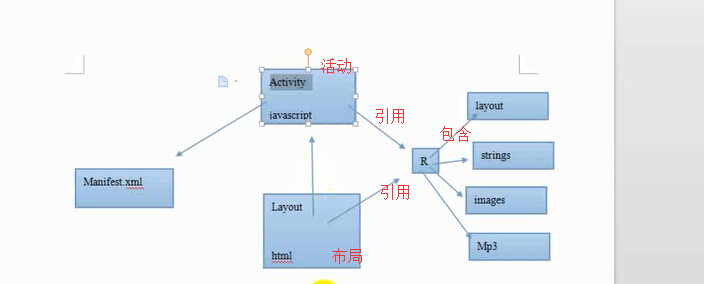 活动
Activity
javascript
引用
layout
包含
strings
R
Manifest.xml
引用
images
Layout
html
布局
Mp3